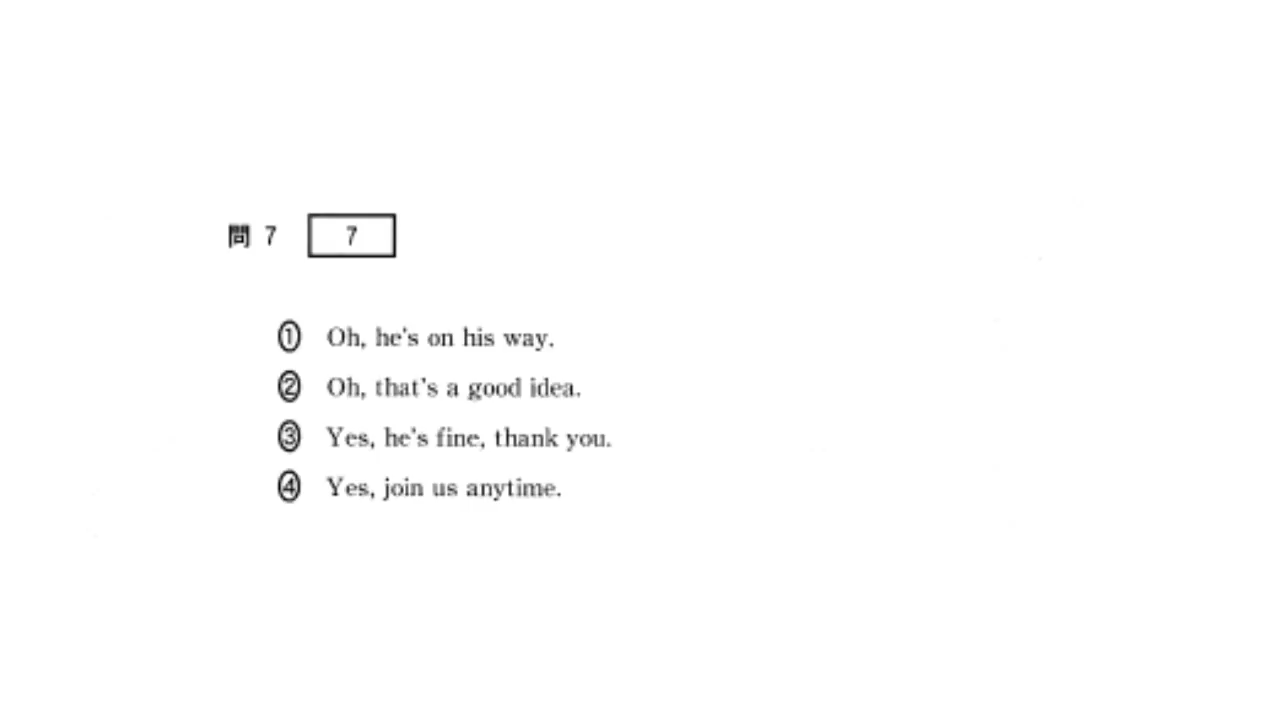 問 7 7
① Oh, he's on his way.
② Oh, that's a good idea.
③ Yes, he's fine, thank you.
④ Yes, join us anytime.